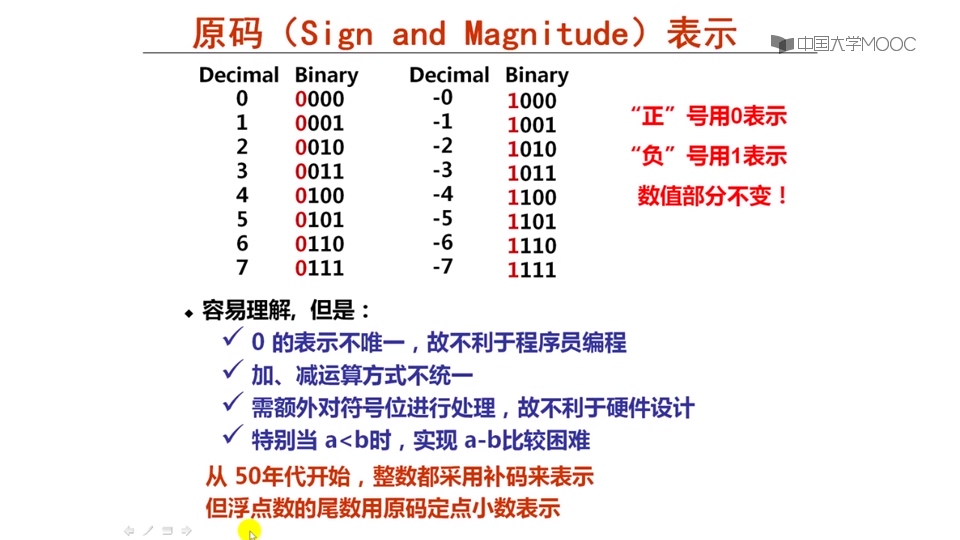 原码（Sign and Magnitude）表示
中国大学MOOC
Decimal Binary Decimal Binary
0 0000 -0 1000
1 0001 -1 1001
2 0010 -2 1010
3 0011 -3 1011
4 0100 -4 1100
5 0101 -5 1101
6 0110 -6 1110
7 0111 -7 1111
“正”号用0表示
“负”号用1表示
数值部分不变！
容易理解, 但是：
0 的表示不唯一，故不利于程序员编程
加、减运算方式不统一
需额外对符号位进行处理，故不利于硬件设计
特别当 a<b时，实现 a-b比较困难
从 50年代开始，整数都采用补码来表示
但浮点数的尾数用原码定点小数表示